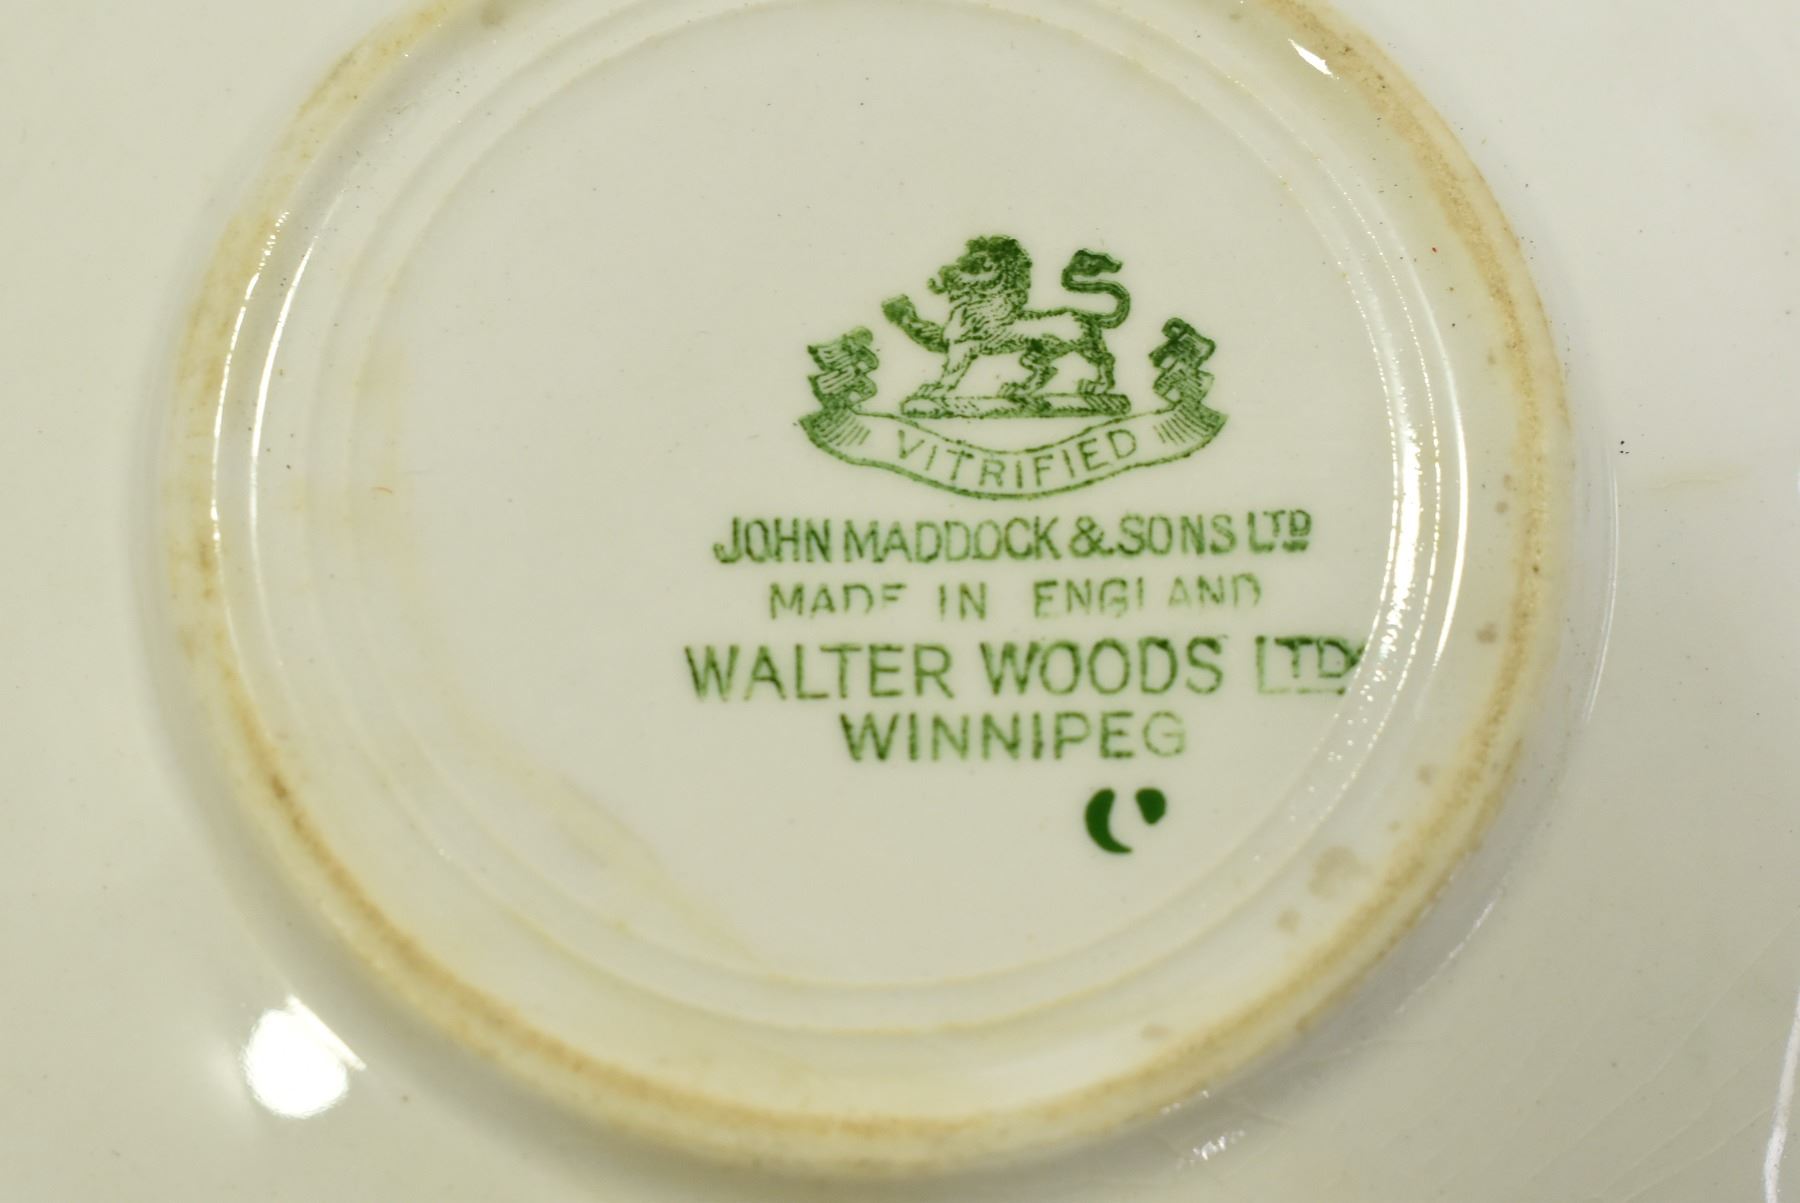 VITRIFIED
JOHN MADDOCK & SONS LTD
MADE IN ENGLAND
WALTER WOODS LTD
WINNIPEG